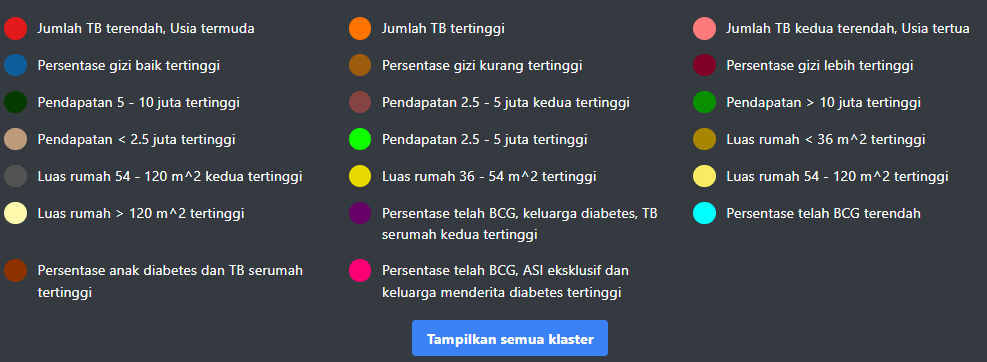 Jumlah TB terendah, Usia termuda
Jumlah TB tertinggi
Jumlah TB kedua terendah, Usia tertua
Persentase gizi baik tertinggi
Persentase gizi kurang tertinggi
Persentase gizi lebih tertinggi
Pendapatan 5 - 10 juta tertinggi
Pendapatan 2.5 - 5 juta kedua tertinggi
Pendapatan > 10 juta tertinggi
Pendapatan < 2.5 juta tertinggi
Pendapatan 2.5 - 5 juta tertinggi
Luas rumah < 36 m^2 tertinggi
Luas rumah 54 - 120 m^2 kedua tertinggi
Luas rumah 36 - 54 m^2 tertinggi
Luas rumah 54 - 120 m^2 tertinggi
Luas rumah > 120 m^2 tertinggi
Persentase telah BCG, keluarga diabetes, TB
serumah kedua tertinggi
Persentase telah BCG terendah
Persentase anak diabetes dan TB serumah
tertinggi
Persentase telah BCG, ASI eksklusif dan
keluarga menderita diabetes tertinggi
Tampilkan semua klaster